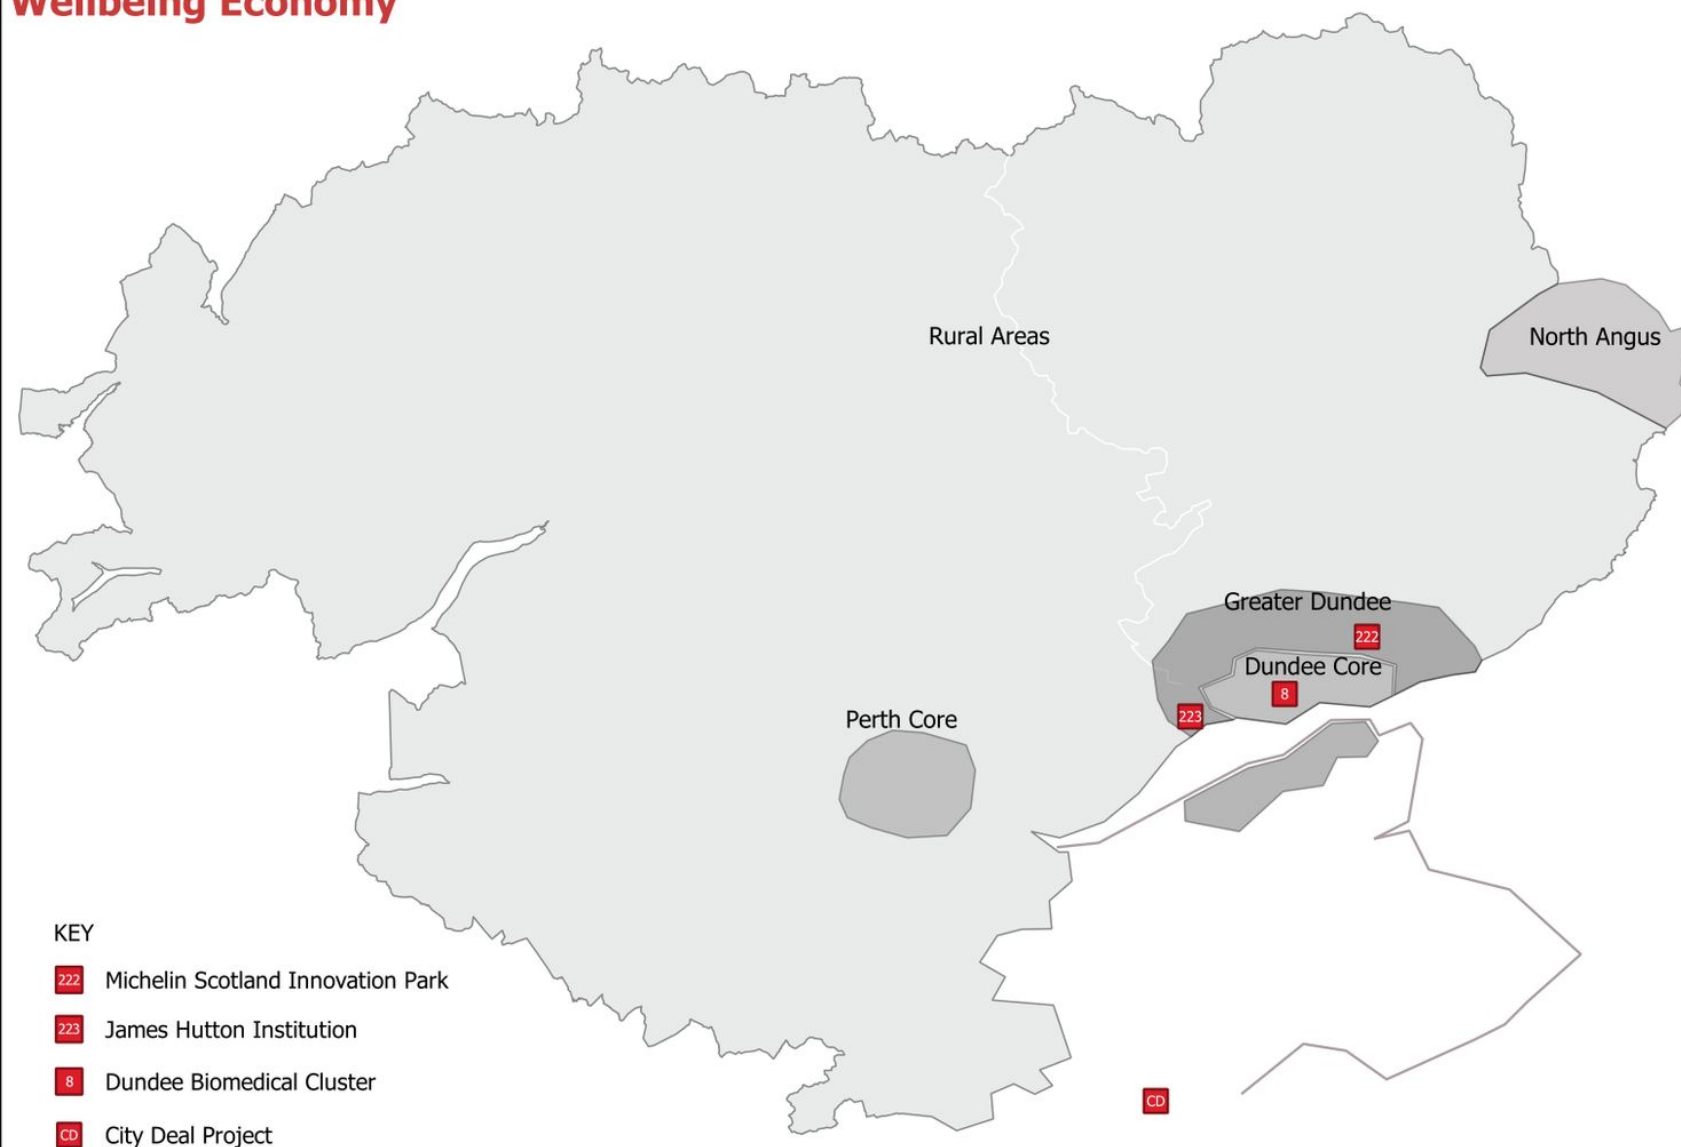 Wellbeing Economy
Rural Areas
North Angus
Greater Dundee
222
Dundee Core
8
223
Perth Core
KEY
222 Michelin Scotland Innovation Park
223 James Hutton Institution
8 Dundee Biomedical Cluster
CD
CD City Deal Project